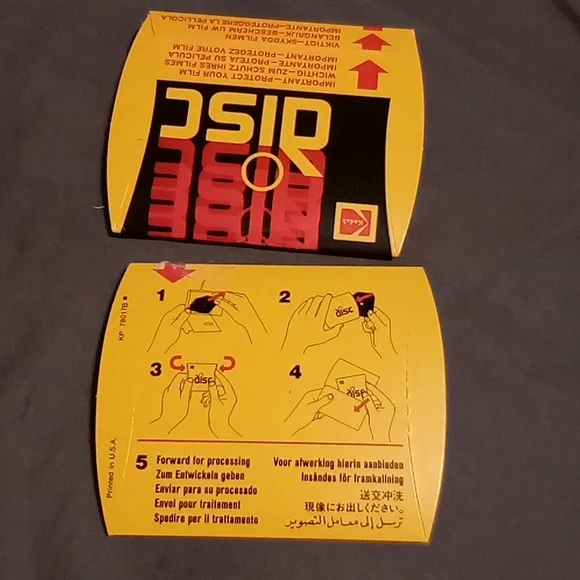 IMPORTANT—PROTECT YOUR FILM
WICHTIG—ZUM SCHUTZ IHRES FILMES
IMPORTANTE—PROTEJA SU PELICULA
IMPORTANT—PROTEGEZ VOTRE FILM
VIKTIGT—SKYDDA FILMEN
BELANGRIJK—BESCHERM UW FILM
IMPORTANTE—PROTEGGERE LA PELLICOLA
disc
Kodak
KP 78017B
1
2
disc
3
disc
4
disc
Printed in U.S.A.
5
Forward for processing
Zum Entwickeln geben
Enviar para su procesado
Envoi pour traitement
Spedire per il trattamento
Voor afwerking hierin aanbieden
Insändes för framkallning
送交冲洗
現像にお出しください。
ترسل إلى معامل التصوير